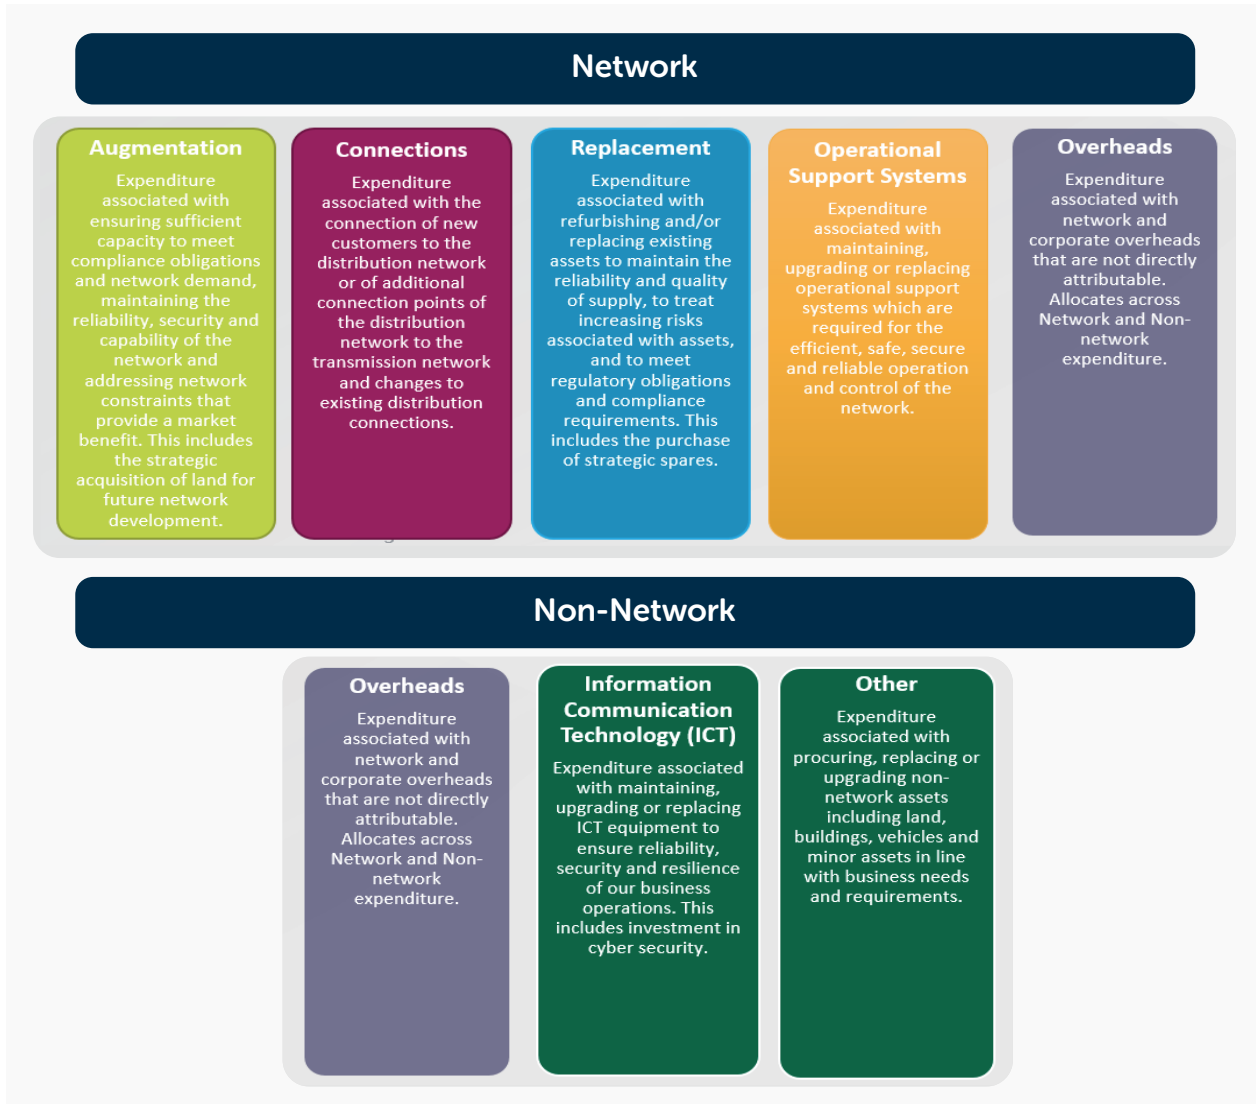 Network
Augmentation
Expenditure
associated with
ensuring sufficient
capacity to meet
compliance obligations
and network demand,
maintaining the
reliability, security and
capability of the
network and
addressing network
constraints that
provide a market
benefit. This includes
the strategic
acquisition of land for
future network
development.
Connections
Expenditure
associated with the
connection of new
customers to the
distribution network
or of additional
connection points of
the distribution
network to the
transmission network
and changes to
existing distribution
connections.
Replacement
Expenditure
associated with
refurbishing and/or
replacing existing
assets to maintain the
reliability and quality
of supply, to treat
increasing risks
associated with assets,
and to meet
regulatory obligations
and compliance
requirements. This
includes the purchase
of strategic spares.
Operational
Support Systems
Expenditure
associated with
maintaining,
upgrading or replacing
operational support
systems which are
required for the
efficient, safe, secure
and reliable operation
and control of the
network.
Overheads
Expenditure
associated with
network and
corporate overheads
that are not directly
attributable.
Allocates across
Network and Non-
network
expenditure.
Non-Network
Overheads
Expenditure
associated with
network and
corporate overheads
that are not directly
attributable.
Allocates across
Network and Non-
network
expenditure.
Information
Communication
Technology (ICT)
Expenditure associated
with maintaining,
upgrading or replacing
ICT equipment to
ensure reliability,
security and resilience
of our business
operations. This
includes investment in
cyber security.
Other
Expenditure
associated with
procuring, replacing or
upgrading non-
network assets
including land,
buildings, vehicles and
minor assets in line
with business needs
and requirements.